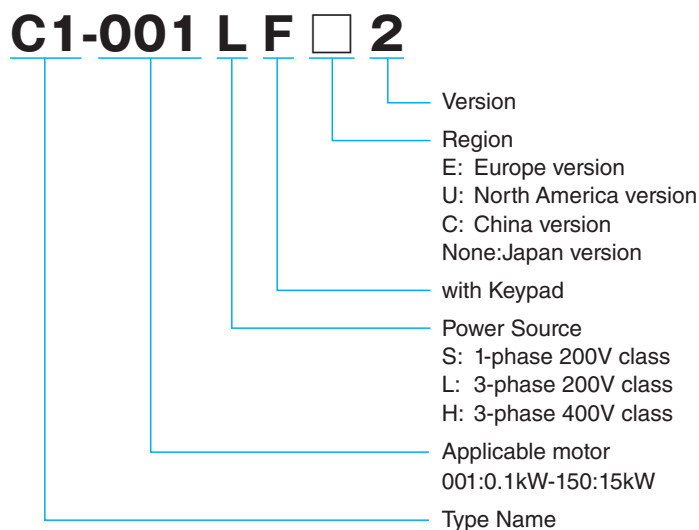 C1-001 L F □ 2
Version
Region
E: Europe version
U: North America version
C: China version
None:Japan version
with Keypad
Power Source
S: 1-phase 200V class
L: 3-phase 200V class
H: 3-phase 400V class
Applicable motor
001:0.1kW-150:15kW
Type Name